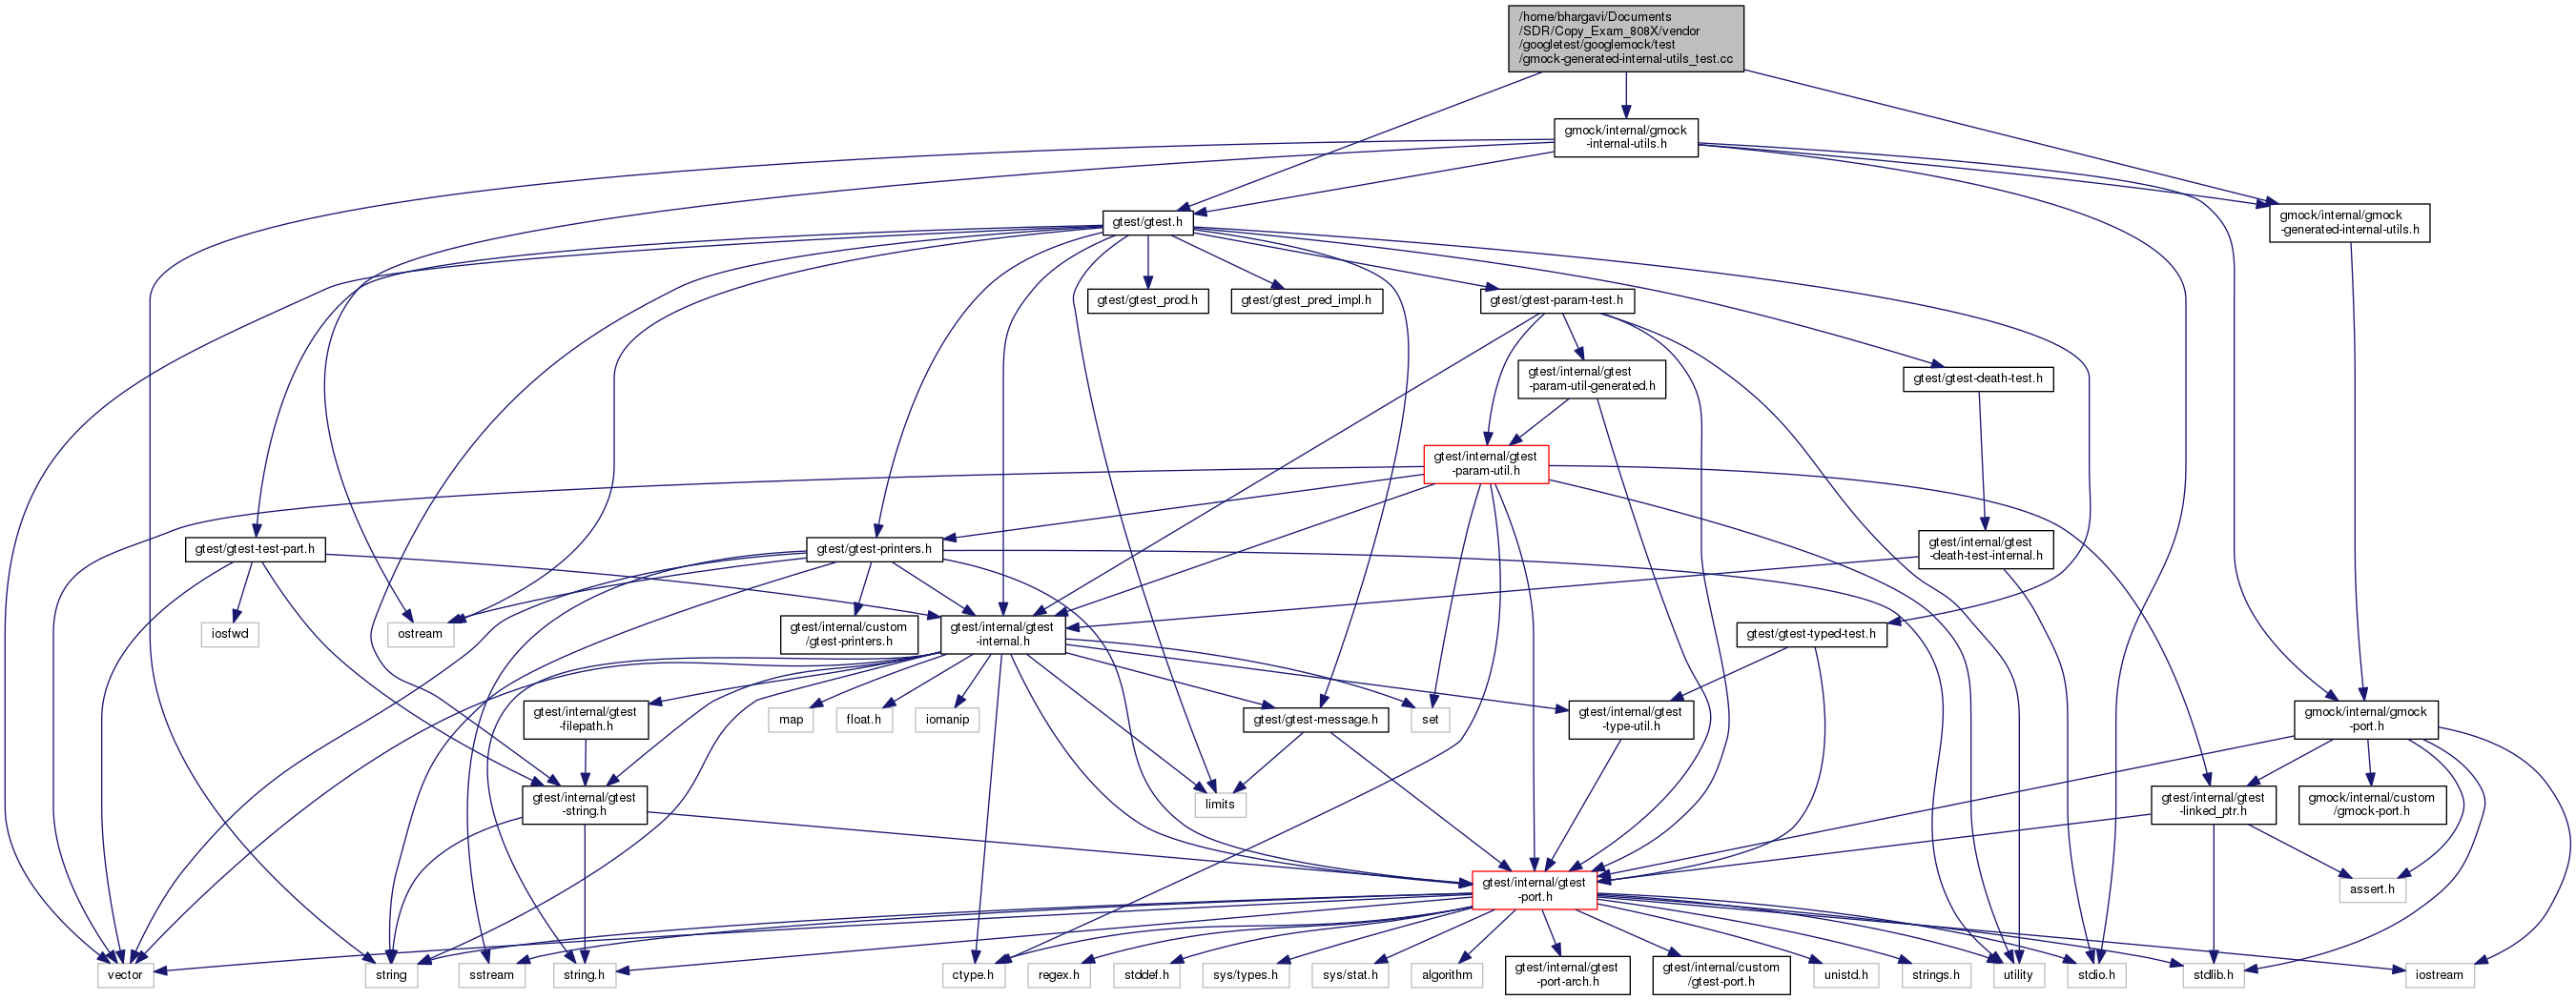 /home/bhargavi/Documents
/SDR/Copy_Exam_808X/vendor
/googletest/googlemock/test
/gmock-generated-internal-utils_test.cc
gmock/internal/gmock
-internal-utils.h
gtest/gtest.h
gmock/internal/gmock
-generated-internal-utils.h
gtest/gtest_prod.h
gtest/gtest_pred_impl.h
gtest/gtest-param-test.h
gtest/internal/gtest
-param-util-generated.h
gtest/gtest-death-test.h
gtest/internal/gtest
-param-util.h
gtest/gtest-test-part.h
gtest/gtest-printers.h
gtest/internal/gtest
-death-test-internal.h
iosfwd
ostream
gtest/internal/custom
/gtest-printers.h
gtest/internal/gtest
-internal.h
gtest/gtest-typed-test.h
gtest/internal/gtest
-filepath.h
map
float.h
iomanip
gtest/gtest-message.h
set
gtest/internal/gtest
-type-util.h
gmock/internal/gmock
-port.h
gtest/internal/gtest
-string.h
limits
gtest/internal/gtest
-linked_ptr.h
gmock/internal/custom
/gmock-port.h
gtest/internal/gtest
-port.h
assert.h
vector
string
sstream
string.h
ctype.h
regex.h
stddef.h
sys/types.h
sys/stat.h
algorithm
gtest/internal/gtest
-port-arch.h
gtest/internal/custom
/gtest-port.h
unistd.h
strings.h
utility
stdio.h
stdlib.h
iostream